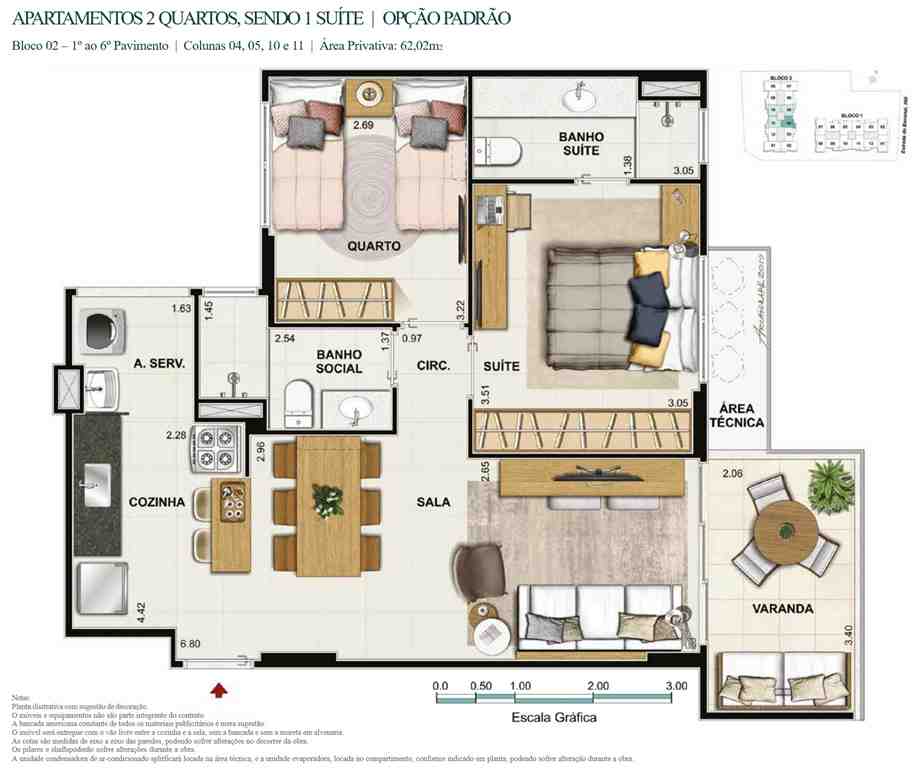 APARTAMENTOS 2 QUARTOS, SENDO 1 SUÍTE | OPÇÃO PADRÃO
Bloco 02 – 1º ao 6º Pavimento | Colunas 04, 05, 10 e 11 | Área Privativa: 62,02m2
BLOCO 2
BLOCO 1
2.69
BANHO
SUÍTE
1.38
3.05
QUARTO
1.63
1.45
3.22
2.54
1.37
0.97
A. SERV.
BANHO
SOCIAL
CIRC.
SUÍTE
3.51
3.05
ÁREA
TÉCNICA
2.28
2.96
2.65
2.06
COZINHA
SALA
VARANDA
4.42
3.40
6.80
0.0 0.50 1.00 2.00 3.00
Escala Gráfica
Notas:
Planta ilustrativa com sugestão de decoração.
O móveis e equipamentos não são parte integrante do contrato.
A bancada americana constante de todos os materiais publicitários é mera sugestão.
O imóvel será entregue com o vão livre entre a cozinha e a sala, sem a bancada e sem a mureta em alvenaria.
As cotas são medidas de eixo a eixo das paredes, podendo sofrer alterações no decorrer da obra.
Os pilares e shafts poderão sofrer alterações durante a obra.
A unidade condensadora de ar-condicionado split ficará locada na área técnica, e a unidade evaporadora, locada no compartimento, conforme indicado em planta, podendo sofrer alteração durante a obra.